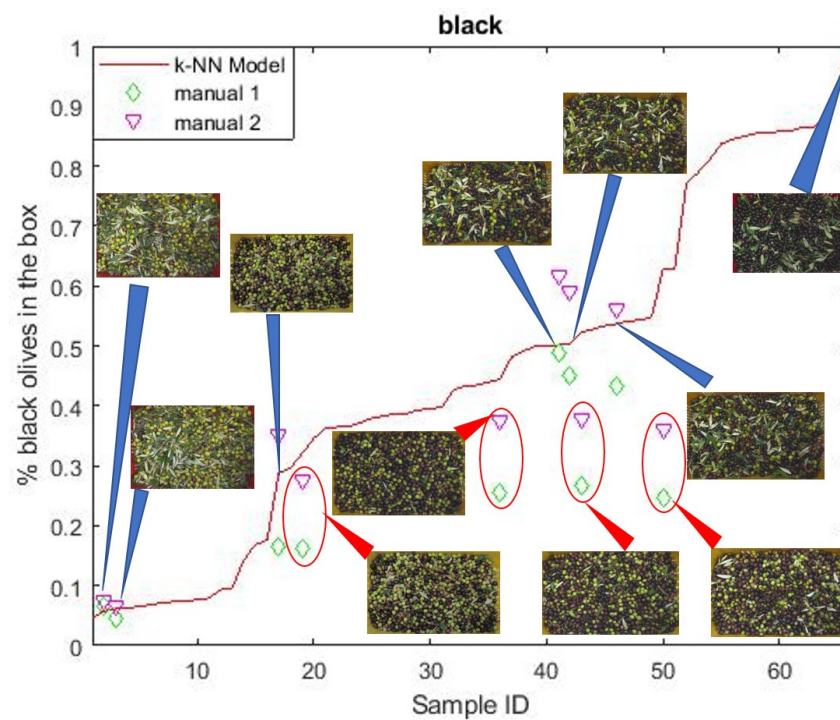 black
k-NN Model
manual 1
manual 2
% black olives in the box
1
0.9
0.8
0.7
0.6
0.5
0.4
0.3
0.2
0.1
0
10
20
30
40
50
60
Sample ID